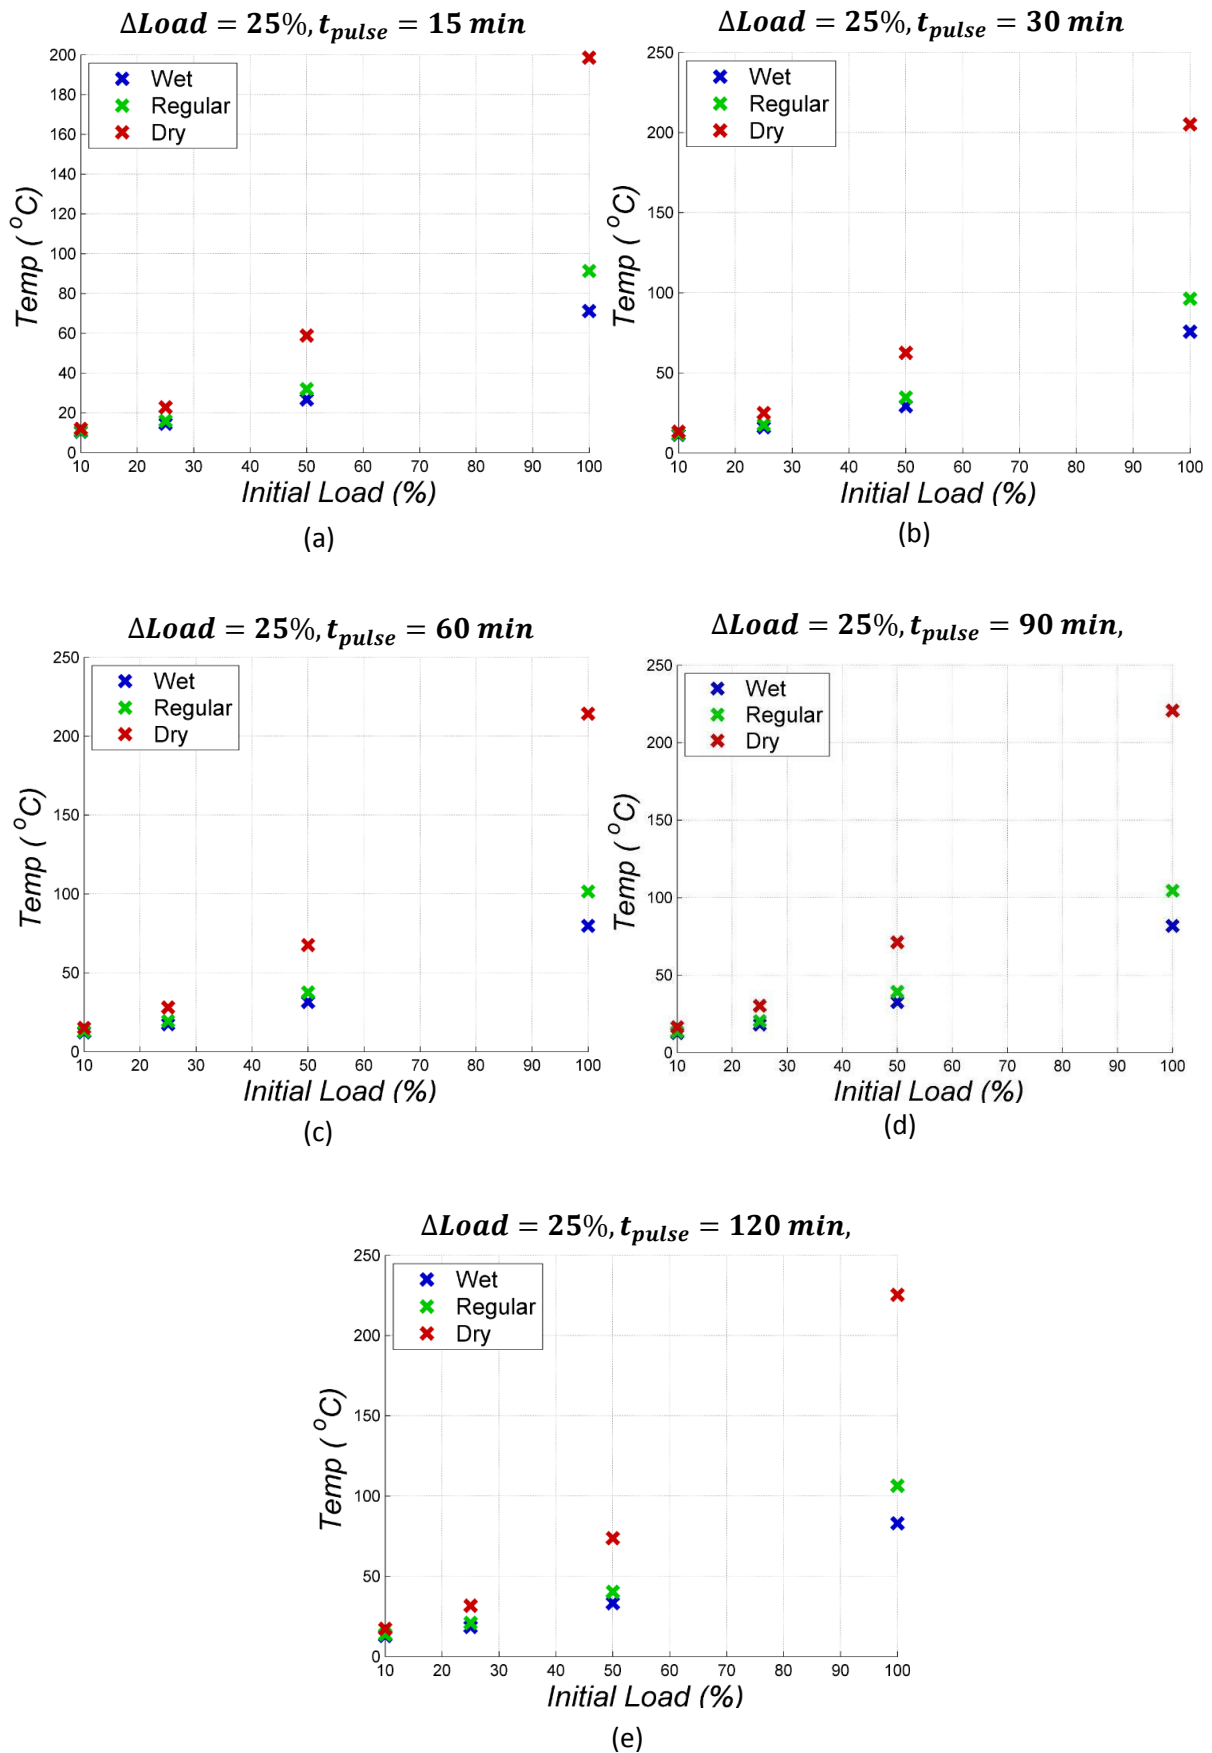 ΔLoad = 25%, t_pulse = 15 min
200
180
160
140
120
100
80
60
40
20
0
Wet
Regular
Dry
Temp ( °C)
10 20 30 40 50 60 70 80 90 100
Initial Load (%)
(a)
ΔLoad = 25%, t_pulse = 30 min
250
200
150
100
50
0
Wet
Regular
Dry
Temp ( °C)
10 20 30 40 50 60 70 80 90 100
Initial Load (%)
(b)
ΔLoad = 25%, t_pulse = 60 min
250
200
150
100
50
0
Wet
Regular
Dry
Temp ( °C)
10 20 30 40 50 60 70 80 90 100
Initial Load (%)
(c)
ΔLoad = 25%, t_pulse = 90 min,
250
200
150
100
50
0
Wet
Regular
Dry
Temp ( °C)
10 20 30 40 50 60 70 80 90 100
Initial Load (%)
(d)
ΔLoad = 25%, t_pulse = 120 min,
250
200
150
100
50
0
Wet
Regular
Dry
Temp ( °C)
10 20 30 40 50 60 70 80 90 100
Initial Load (%)
(e)